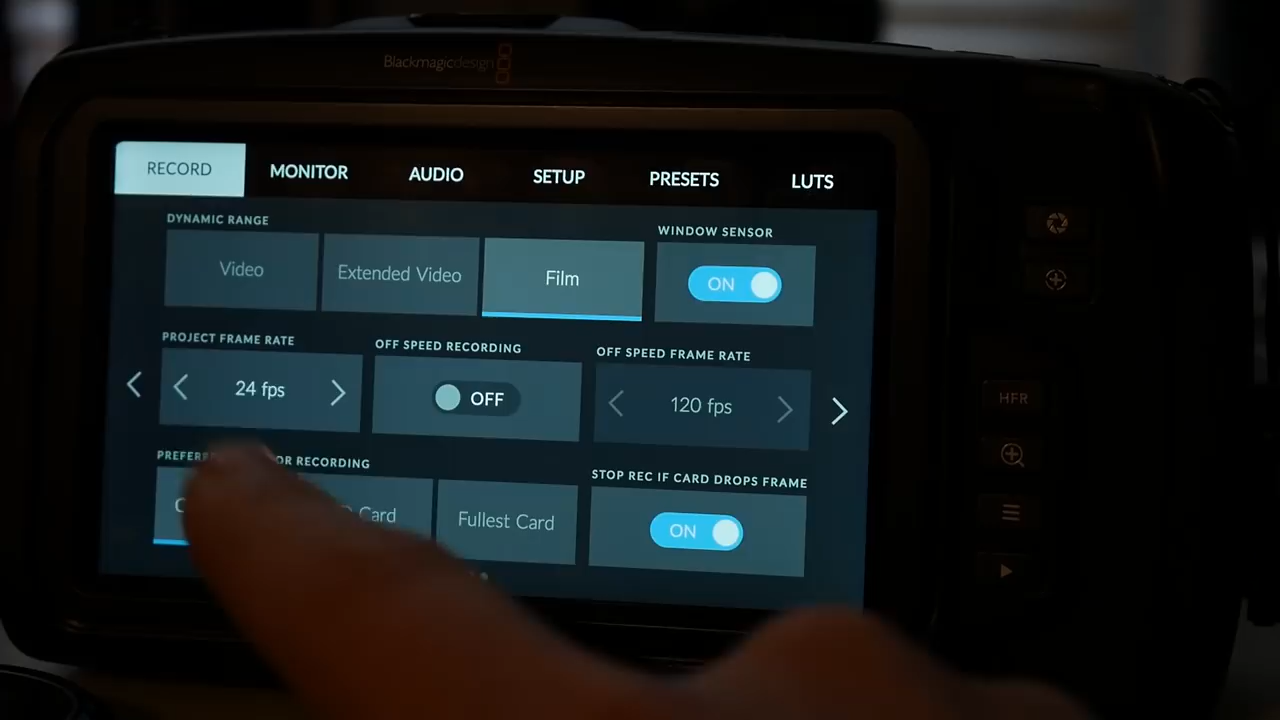 Blackmagicdesign
RECORD MONITOR AUDIO SETUP PRESETS LUTS
DYNAMIC RANGE WINDOW SENSOR
Video Extended Video Film ON
PROJECT FRAME RATE OFF SPEED RECORDING OFF SPEED FRAME RATE
24 fps OFF 120 fps
HFR
OR RECORDING STOP REC IF CARD DROPS FRAME
Card Fullest Card ON